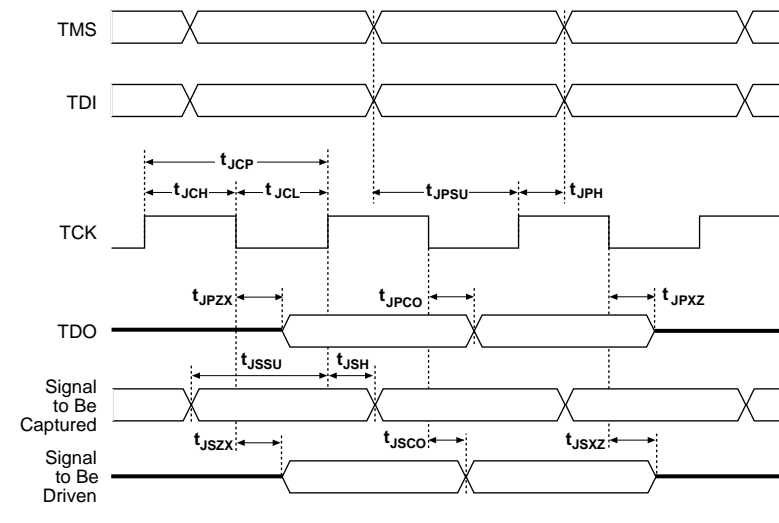 TMS
TDI
tJCP
tJCH
tJCL
tJPSU
tJPH
TCK
tJPZX
tJPCO
tJPXZ
TDO
tJSSU
tJSH
Signal
to Be
Captured
tJSZX
tJSCO
tJSXZ
Signal
to Be
Driven